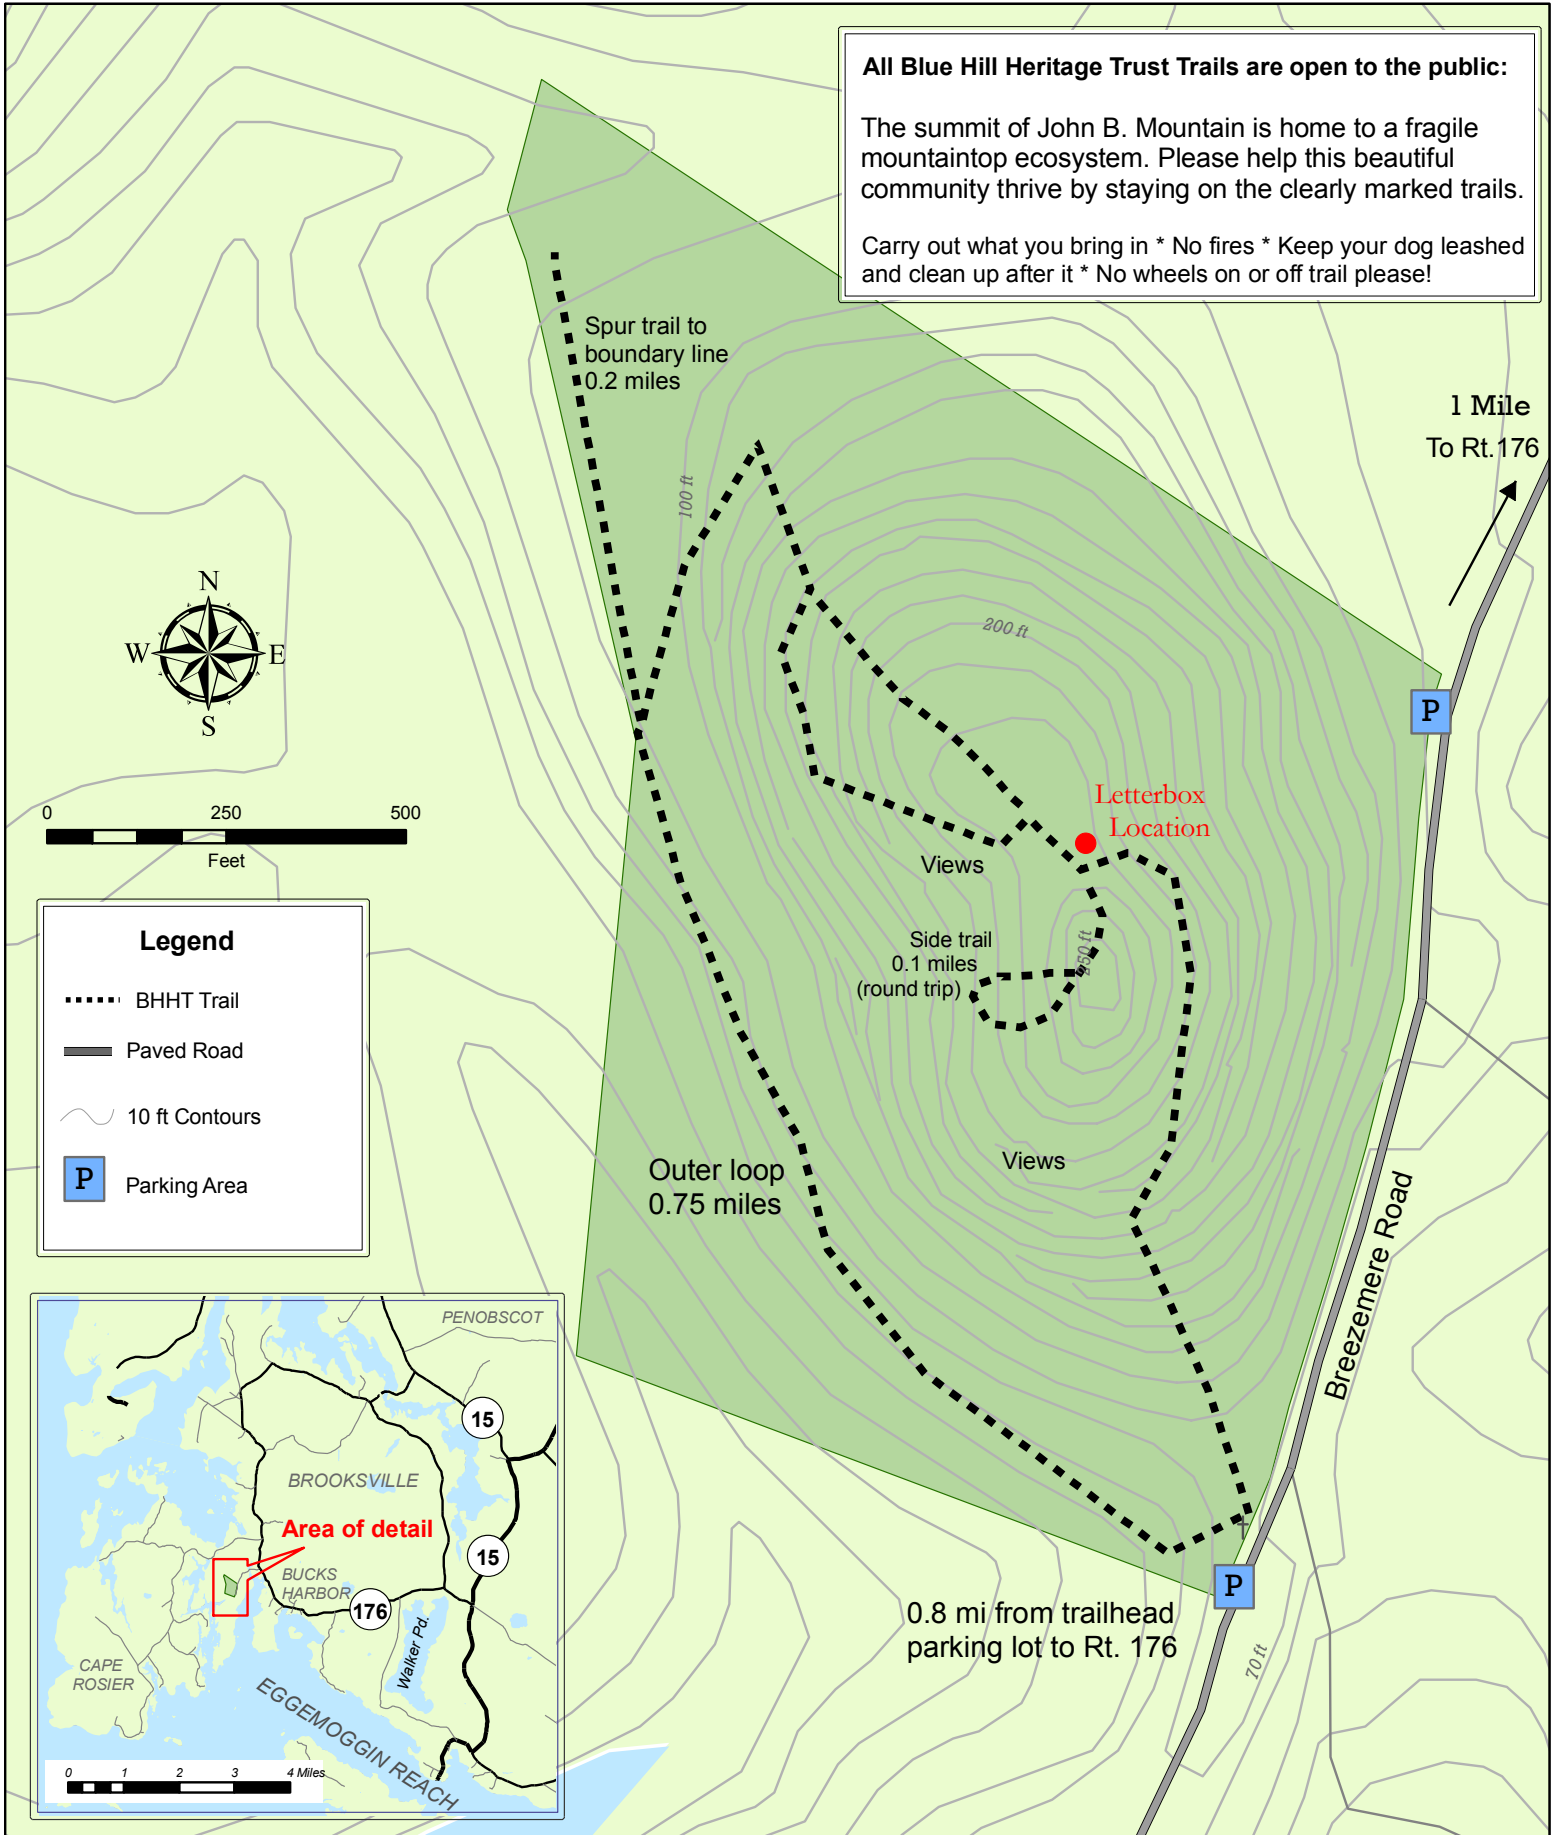 All Blue Hill Heritage Trust Trails are open to the public:
The summit of John B. Mountain is home to a fragile
mountaintop ecosystem. Please help this beautiful
community thrive by staying on the clearly marked trails.
Carry out what you bring in * No fires * Keep your dog leashed
and clean up after it * No wheels on or off trail please!
Spur trail to
boundary line
0.2 miles
1 Mile
To Rt.176
100 ft
200 ft
N
W
E
S
P
0
250
500
Feet
Letterbox
Location
Views
Side trail
0.1 miles
(round trip)
250 ft
Legend
BHHT Trail
Paved Road
10 ft Contours
P
Parking Area
Outer loop
0.75 miles
Views
Breezemere Road
P
0.8 mi from trailhead
parking lot to Rt. 176
70 ft
PENOBSCOT
15
BROOKSVILLE
Area of detail
15
BUCKS
HARBOR
176
Walker Pd.
CAPE
ROSIER
EGGEMOGGIN REACH
0
1
2
3
4 Miles